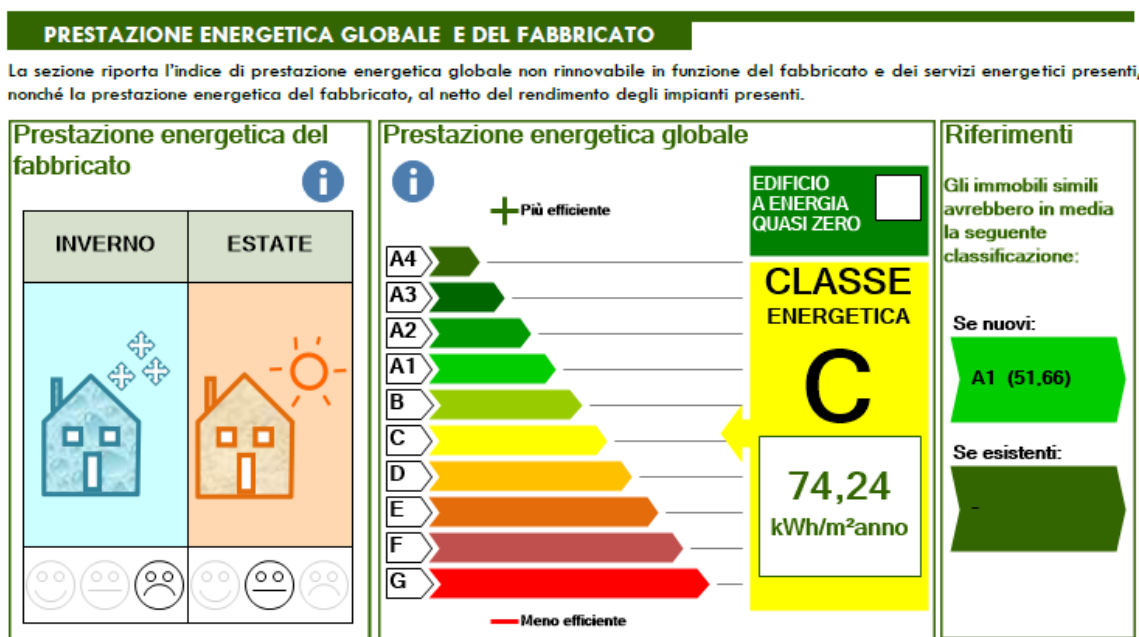 PRESTAZIONE ENERGETICA GLOBALE E DEL FABBRICATO
La sezione riporta l'indice di prestazione energetica globale non rinnovabile in funzione del fabbricato e dei servizi energetici presenti,
nonché la prestazione energetica del fabbricato, al netto del rendimento degli impianti presenti.
Prestazione energetica del
fabbricato
i
INVERNO
ESTATE
Prestazione energetica globale
i
+ Più efficiente
A4
A3
A2
A1
B
C
D
E
F
G
Meno efficiente
EDIFICIO
A ENERGIA
QUASI ZERO
CLASSE
ENERGETICA
C
74,24
kWh/m²anno
Riferimenti
Gli immobili simili
avrebbero in media
la seguente
classificazione:
Se nuovi:
A1 (51,66)
Se esistenti:
-